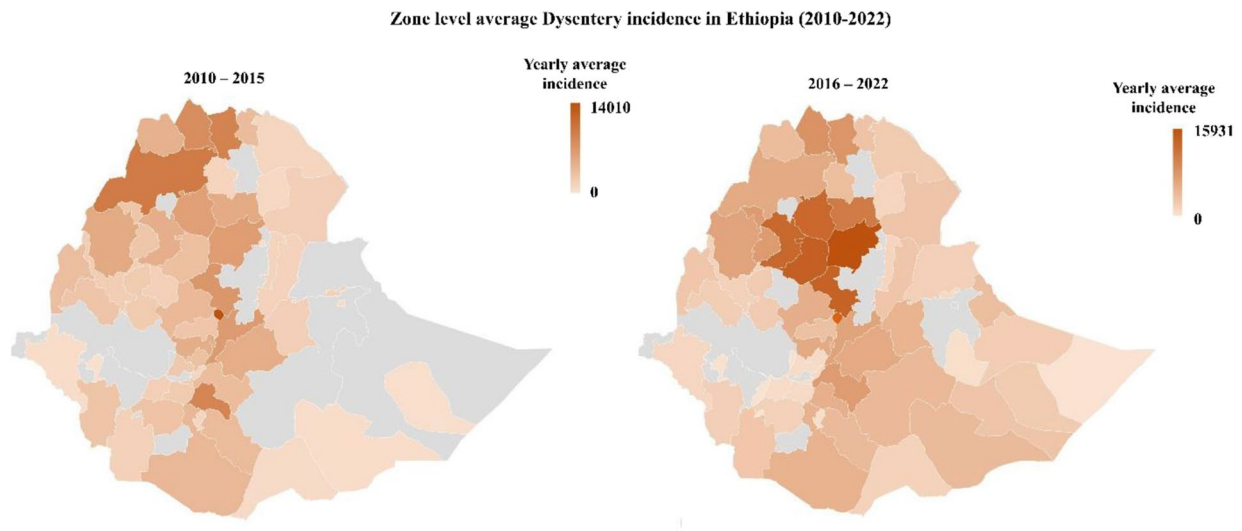 Zone level average Dysentery incidence in Ethiopia (2010-2022)
2010 – 2015
Yearly average
incidence
14010
0
2016 – 2022
Yearly average
incidence
15931
0